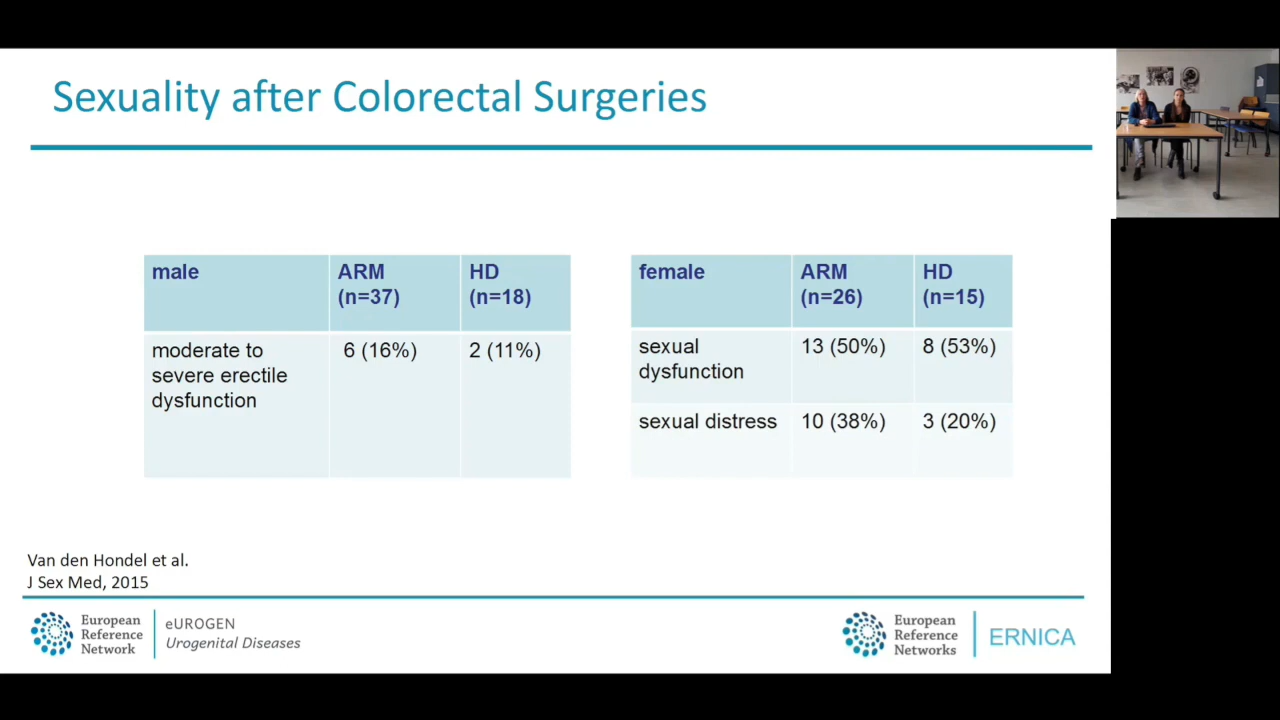 Sexuality after Colorectal Surgeries
male ARM HD
(n=37) (n=18)
moderate to 6 (16%) 2 (11%)
severe erectile
dysfunction
female ARM HD
(n=26) (n=15)
sexual 13 (50%) 8 (53%)
dysfunction
sexual distress 10 (38%) 3 (20%)
Van den Hondel et al.
J Sex Med, 2015
European
Reference
Network
eUROGEN
Urogenital Diseases
European
Reference
Networks
ERNICA